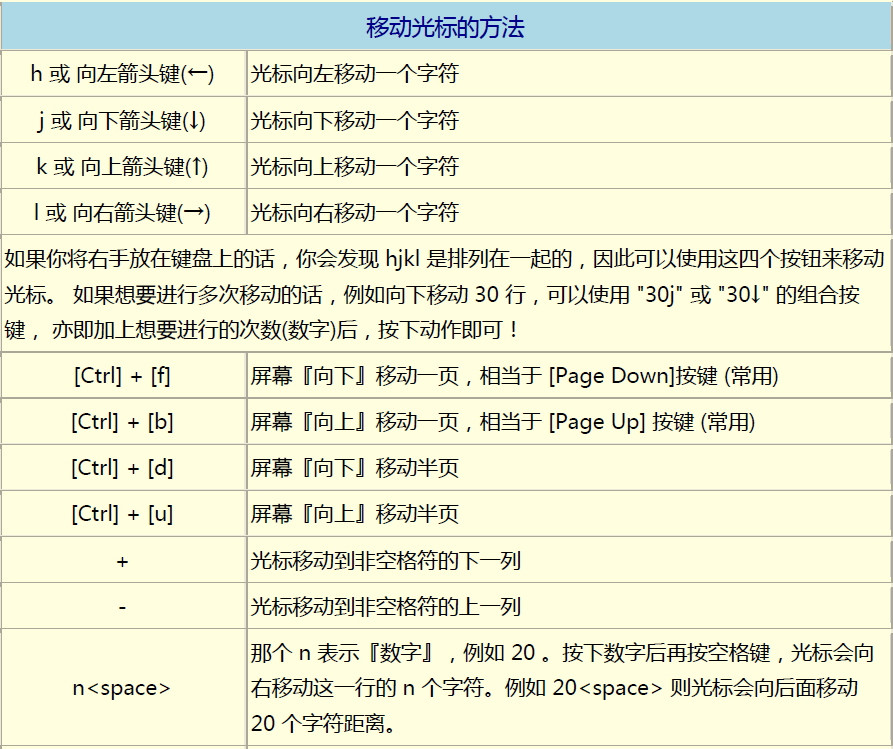 移动光标的方法
h 或 向左箭头键(←) 光标向左移动一个字符
j 或 向下箭头键(↓) 光标向下移动一个字符
k 或 向上箭头键(↑) 光标向上移动一个字符
l 或 向右箭头键(→) 光标向右移动一个字符
如果你将右手放在键盘上的话，你会发现 hjkl 是排列在一起的，因此可以使用这四个按钮来移动
光标。 如果想要进行多次移动的话，例如向下移动 30 行，可以使用 "30j" 或 "30↓" 的组合按
键， 亦即加上想要进行的次数(数字)后，按下动作即可！
[Ctrl] + [f] 屏幕『向下』移动一页，相当于 [Page Down]按键 (常用)
[Ctrl] + [b] 屏幕『向上』移动一页，相当于 [Page Up] 按键 (常用)
[Ctrl] + [d] 屏幕『向下』移动半页
[Ctrl] + [u] 屏幕『向上』移动半页
+ 光标移动到非空格符的下一列
- 光标移动到非空格符的上一列
n<space> 那个 n 表示『数字』，例如 20 。按下数字后再按空格键，光标会向
右移动这一行的 n 个字符。例如 20<space> 则光标会向后面移动
20 个字符距离。